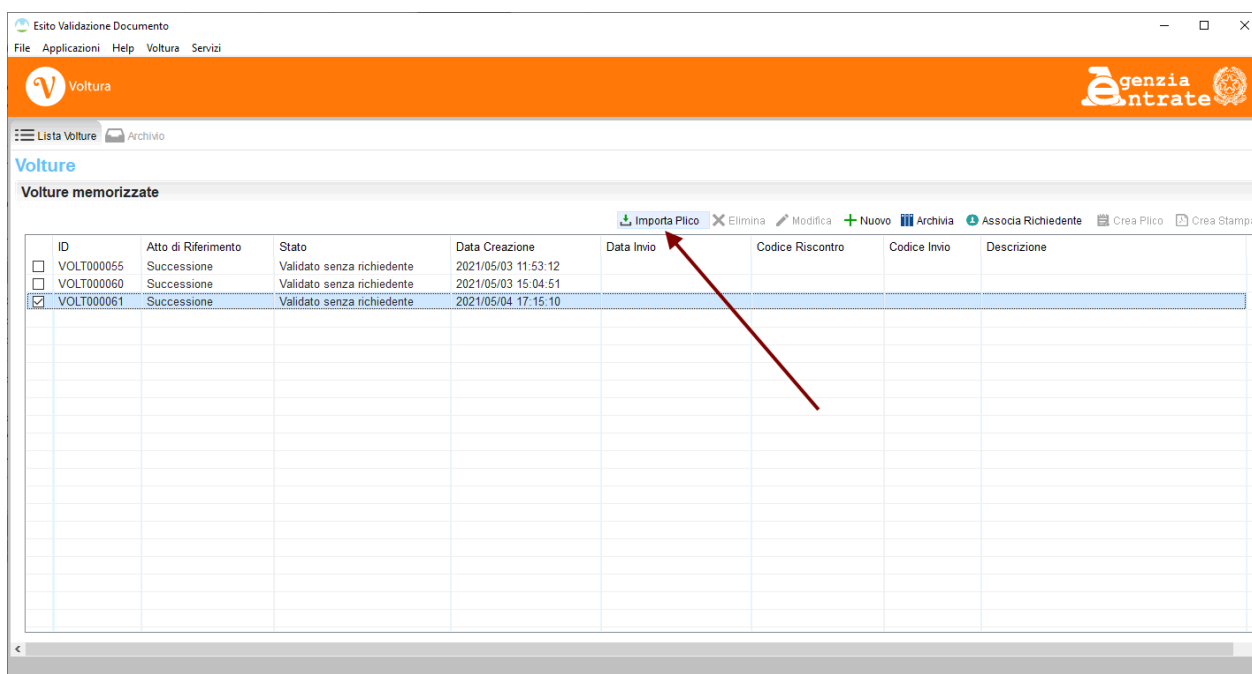 Esito Validazione Documento
File Applicazioni Help Voltura Servizi
V Voltura
Agenzia
Entrate
Lista Volture Archivio
Volture
Volture memorizzate
Importa Plico Elimina Modifica Nuovo Archivia Associa Richiedente Crea Plico Crea Stampa
ID Atto di Riferimento Stato Data Creazione Data Invio Codice Riscontro Codice Invio Descrizione
VOLT000055 Successione Validato senza richiedente 2021/05/03 11:53:12
VOLT000060 Successione Validato senza richiedente 2021/05/03 15:04:51
VOLT000061 Successione Validato senza richiedente 2021/05/04 17:15:10